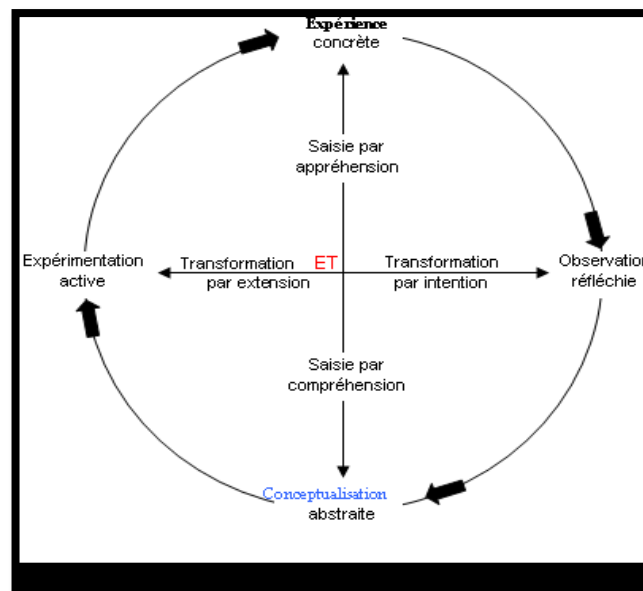 Expérience
concrète
Saisie par
appréhension
Expérimentation
active
Transformation
par extension
ET
Transformation
par intention
Observation
réfléchie
Saisie par
compréhension
Conceptualisation
abstraite